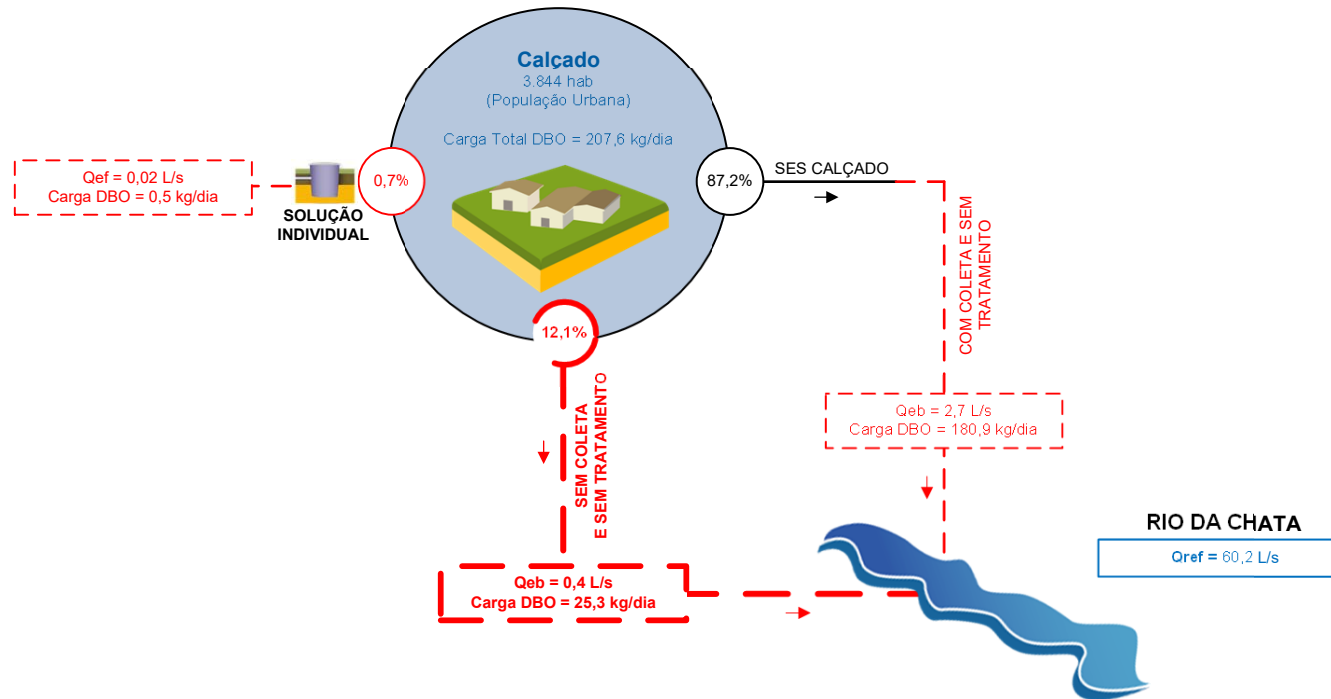 Calçado
3.844 hab
(População Urbana)
Carga Total DBO = 207,6 kg/dia
Qef = 0,02 L/s
Carga DBO = 0,5 kg/dia
SOLUÇÃO
INDIVIDUAL
0,7%
87,2%
SES CALÇADO
COM COLETA E SEM
TRATAMENTO
12,1%
SEM COLETA
E SEM TRATAMENTO
Qeb = 2,7 L/s
Carga DBO = 180,9 kg/dia
Qeb = 0,4 L/s
Carga DBO = 25,3 kg/dia
RIO DA CHATA
Qref = 60,2 L/s